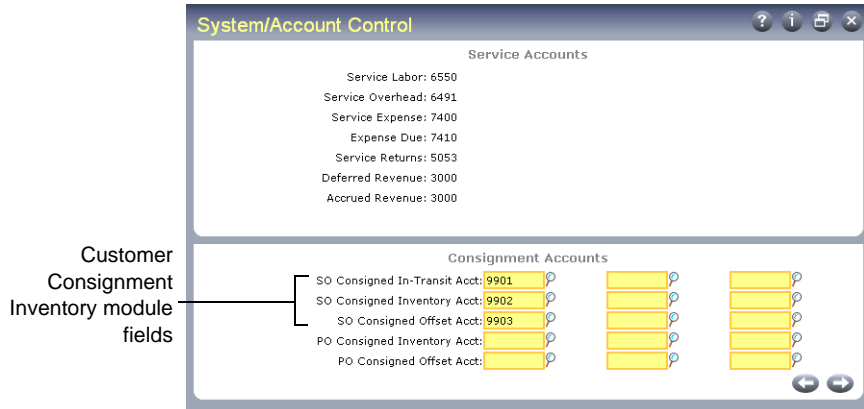 System/Account Control
Service Accounts
Service Labor: 6550
Service Overhead: 6491
Service Expense: 7400
Expense Due: 7410
Service Returns: 5053
Deferred Revenue: 3000
Accrued Revenue: 3000
Customer
Consignment
Inventory module
fields
Consignment Accounts
SO Consigned In-Transit Acct: 9901
SO Consigned Inventory Acct: 9902
SO Consigned Offset Acct: 9903
PO Consigned Inventory Acct:
PO Consigned Offset Acct: